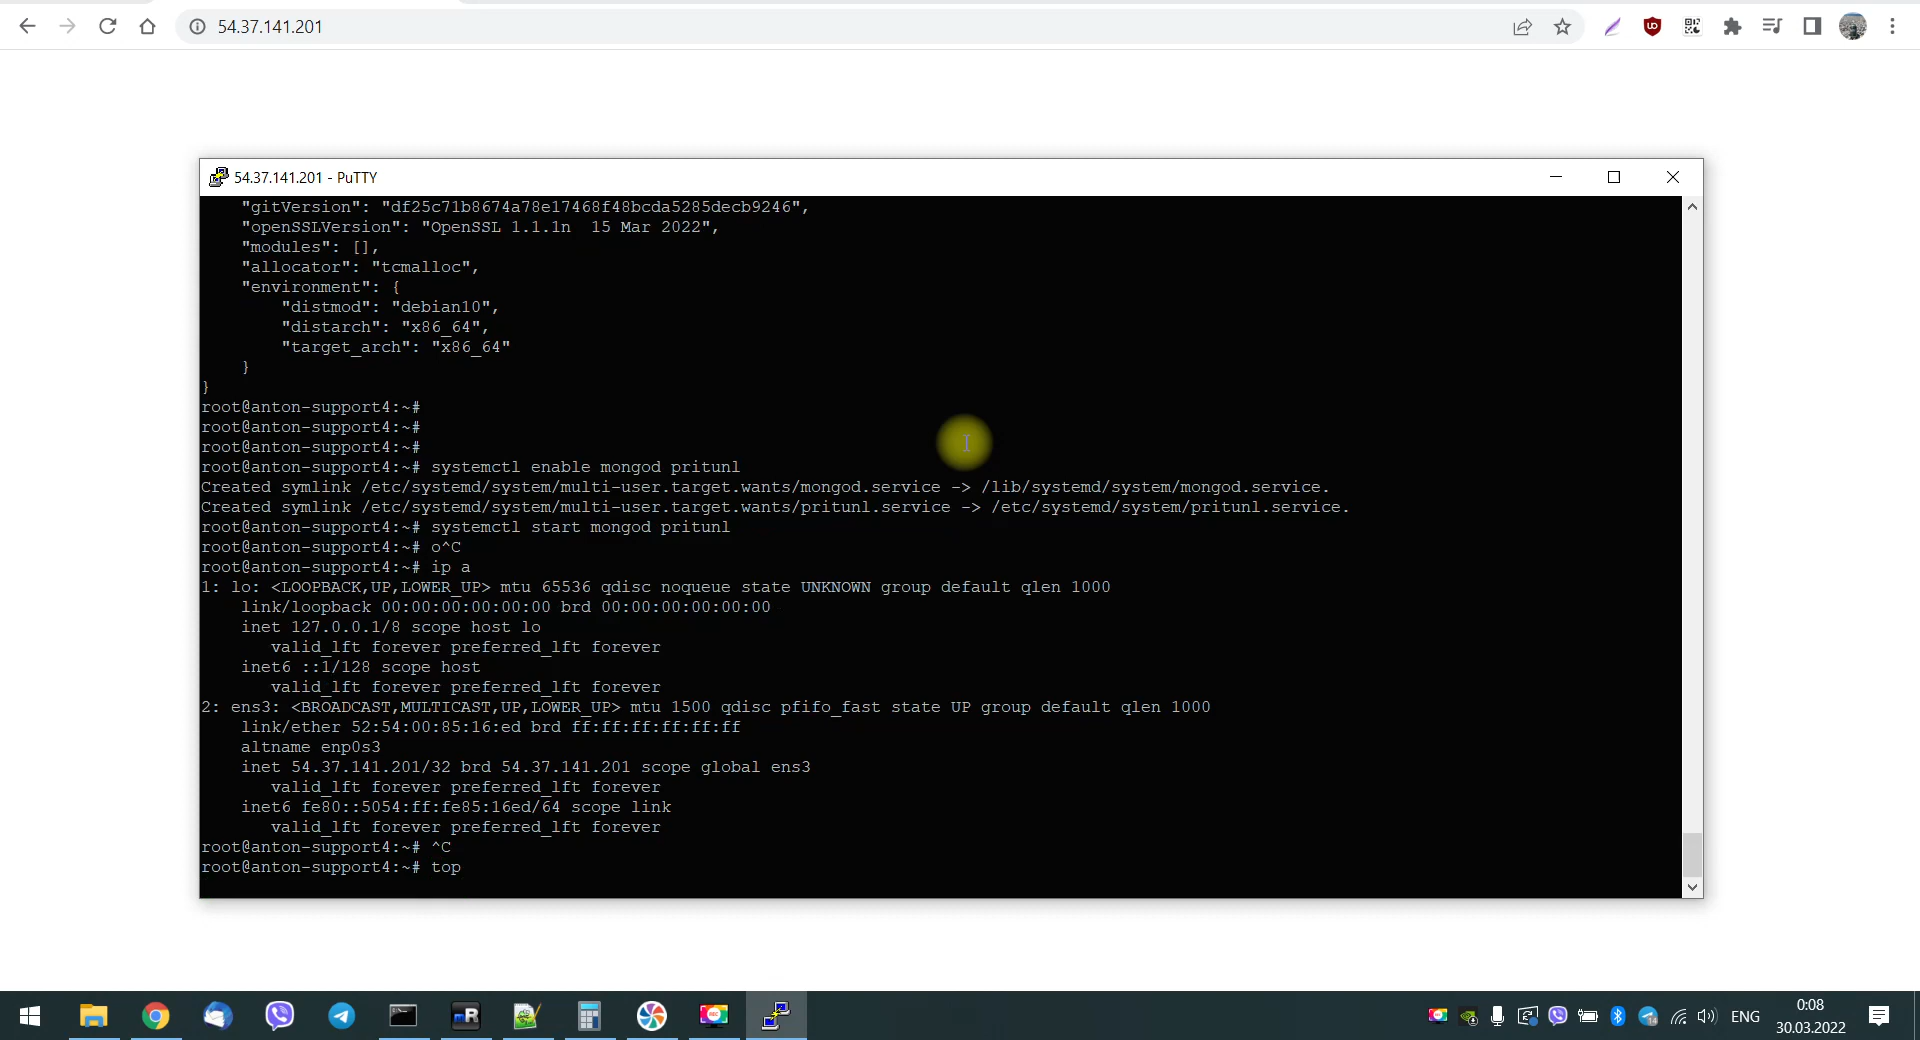 54.37.141.201
54.37.141.201 - PuTTY
"gitVersion": "df25c71b8674a78e17468f48bcda5285decb9246",
"openSSLVersion": "OpenSSL 1.1.1n  15 Mar 2022",
"modules": [],
"allocator": "tcmalloc",
"environment": {
"distmod": "debian10",
"distarch": "x86_64",
"target_arch": "x86_64"
}
}
root@anton-support4:~#
root@anton-support4:~#
root@anton-support4:~#
root@anton-support4:~# systemctl enable mongod pritunl
Created symlink /etc/systemd/system/multi-user.target.wants/mongod.service -> /lib/systemd/system/mongod.service.
Created symlink /etc/systemd/system/multi-user.target.wants/pritunl.service -> /etc/systemd/system/pritunl.service.
root@anton-support4:~# systemctl start mongod pritunl
root@anton-support4:~# o^C
root@anton-support4:~# ip a
1: lo: <LOOPBACK,UP,LOWER_UP> mtu 65536 qdisc noqueue state UNKNOWN group default qlen 1000
link/loopback 00:00:00:00:00:00 brd 00:00:00:00:00:00
inet 127.0.0.1/8 scope host lo
valid_lft forever preferred_lft forever
inet6 ::1/128 scope host
valid_lft forever preferred_lft forever
2: ens3: <BROADCAST,MULTICAST,UP,LOWER_UP> mtu 1500 qdisc pfifo_fast state UP group default qlen 1000
link/ether 52:54:00:85:16:ed brd ff:ff:ff:ff:ff:ff
altname enp0s3
inet 54.37.141.201/32 brd 54.37.141.201 scope global ens3
valid_lft forever preferred_lft forever
inet6 fe80::5054:ff:fe85:16ed/64 scope link
valid_lft forever preferred_lft forever
root@anton-support4:~# ^C
root@anton-support4:~# top
ENG
0:08
30.03.2022